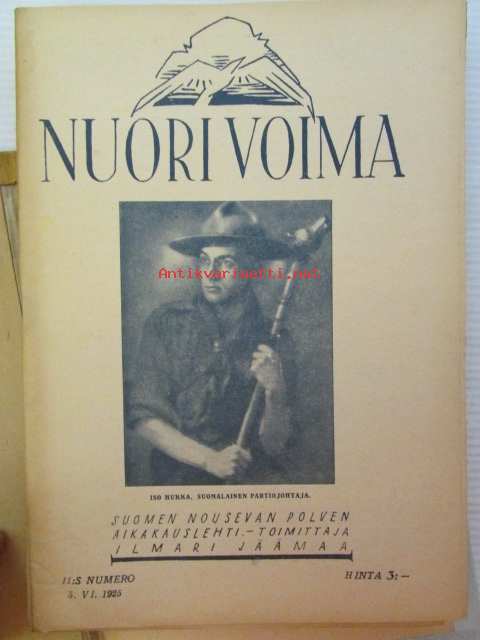 NUORI VOIMA
Antikvariaatti.net
ISO HUKKA, SUOMALAINEN PARTIOJOHTAJA.
SUOMEN NOUSEVAN POLVEN
AIKAKAUSLEHTI.–TOIMITTAJA
ILMARI JÄÄMAA
11:S NUMERO
5. VI. 1925
HINTA 3:–